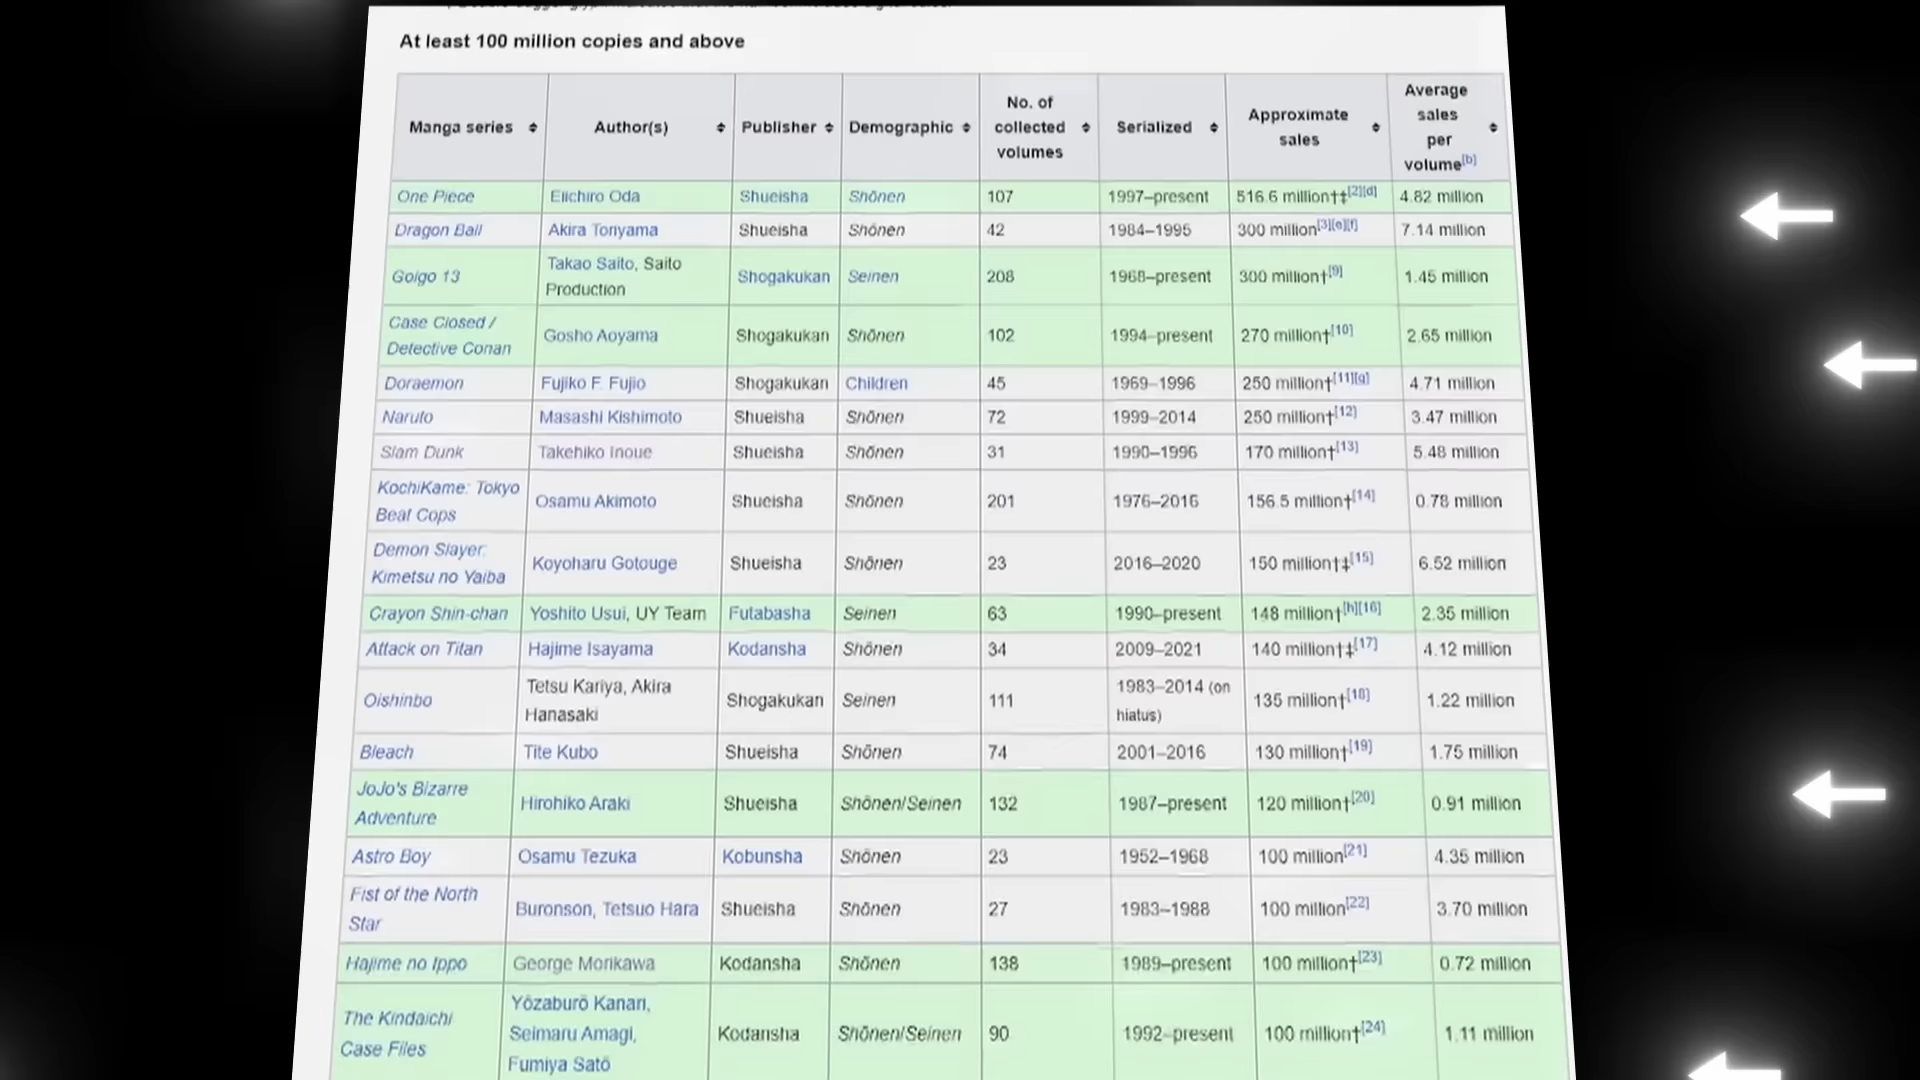 At least 100 million copies and above
Manga series Author(s) Publisher Demographic No. of collected volumes Serialized Approximate sales Average sales per volume[b]
One Piece Eiichiro Oda Shueisha Shōnen 107 1997–present 516.6 million†‡[2][d] 4.82 million
Dragon Ball Akira Toriyama Shueisha Shōnen 42 1984–1995 300 million[3][e][f] 7.14 million
Golgo 13 Takao Saito, Saito Production Shogakukan Seinen 208 1968–present 300 million†[9] 1.45 million
Case Closed / Detective Conan Gosho Aoyama Shogakukan Shōnen 102 1994–present 270 million†[10] 2.65 million
Doraemon Fujiko F. Fujio Shogakukan Children 45 1969–1996 250 million†[11][g] 4.71 million
Naruto Masashi Kishimoto Shueisha Shōnen 72 1999–2014 250 million†[12] 3.47 million
Slam Dunk Takehiko Inoue Shueisha Shōnen 31 1990–1996 170 million†[13] 5.48 million
KochiKame: Tokyo Beat Cops Osamu Akimoto Shueisha Shōnen 201 1976–2016 156.5 million†[14] 0.78 million
Demon Slayer: Kimetsu no Yaiba Koyoharu Gotouge Shueisha Shōnen 23 2016–2020 150 million†‡[15] 6.52 million
Crayon Shin-chan Yoshito Usui, UY Team Futabasha Seinen 63 1990–present 148 million†[h][16] 2.35 million
Attack on Titan Hajime Isayama Kodansha Shōnen 34 2009–2021 140 million†‡[17] 4.12 million
Oishinbo Tetsu Kariya, Akira Hanasaki Shogakukan Seinen 111 1983–2014 (on hiatus) 135 million†[18] 1.22 million
Bleach Tite Kubo Shueisha Shōnen 74 2001–2016 130 million†[19] 1.75 million
JoJo's Bizarre Adventure Hirohiko Araki Shueisha Shōnen/Seinen 132 1987–present 120 million†[20] 0.91 million
Astro Boy Osamu Tezuka Kobunsha Shōnen 23 1952–1968 100 million[21] 4.35 million
Fist of the North Star Buronson, Tetsuo Hara Shueisha Shōnen 27 1983–1988 100 million[22] 3.70 million
Hajime no Ippo George Morikawa Kodansha Shōnen 138 1989–present 100 million†[23] 0.72 million
The Kindaichi Case Files Yōzaburō Kanari, Seimaru Amagi, Fumiya Satō Kodansha Shōnen/Seinen 90 1992–present 100 million†[24] 1.11 million